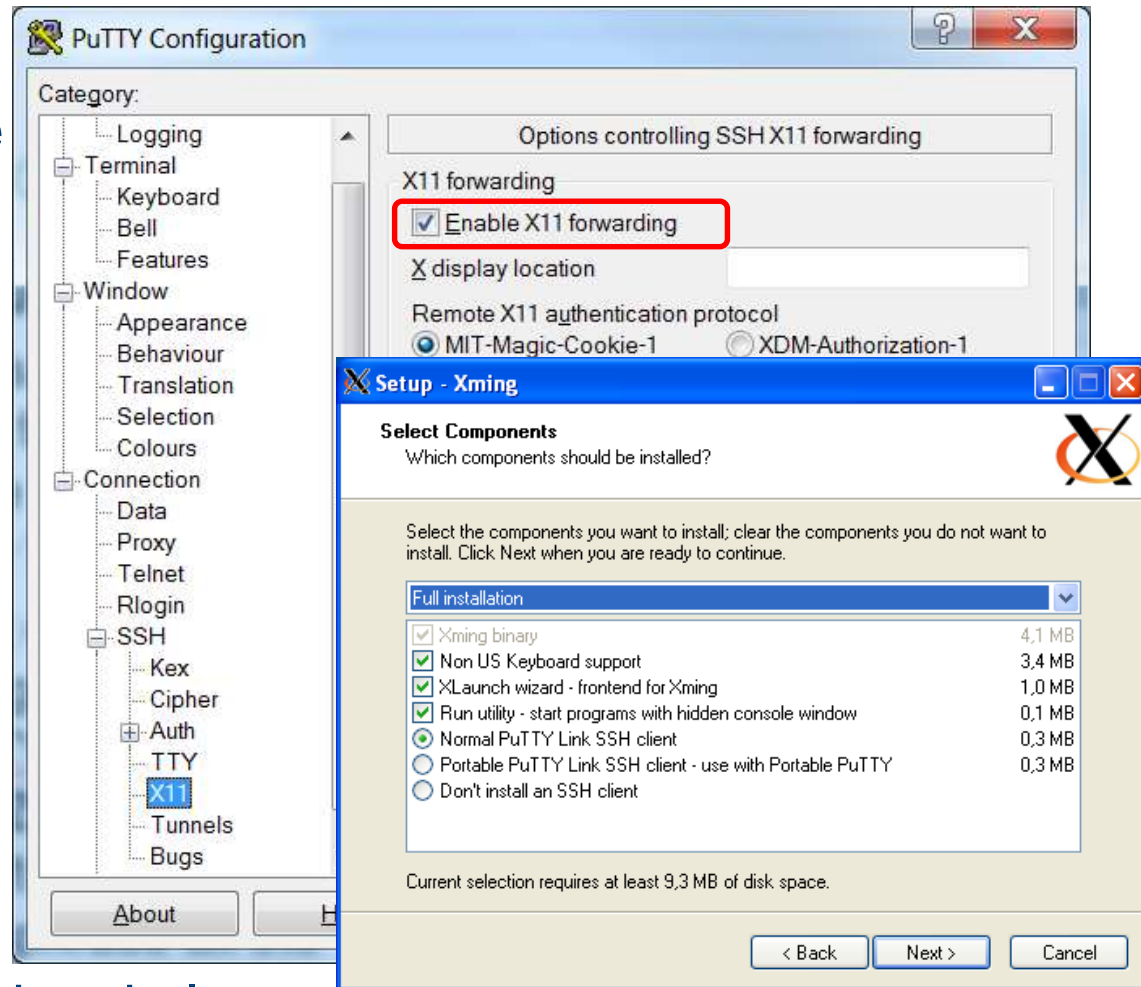 PuTTY Configuration
Category:
Logging
Terminal
Keyboard
Bell
Features
Window
Appearance
Behaviour
Translation
Selection
Colours
Connection
Data
Proxy
Telnet
Rlogin
SSH
Kex
Cipher
Auth
TTY
X11
Tunnels
Bugs
Options controlling SSH X11 forwarding
X11 forwarding
Enable X11 forwarding
X display location
Remote X11 authentication protocol
MIT-Magic-Cookie-1 XDM-Authorization-1
About
Setup - Xming
Select Components
Which components should be installed?
Select the components you want to install; clear the components you do not want to
install. Click Next when you are ready to continue.
Full installation
Xming binary 4,1 MB
Non US Keyboard support 3,4 MB
XLaunch wizard - frontend for Xming 1,0 MB
Run utility - start programs with hidden console window 0,1 MB
Normal PuTTY Link SSH client 0,3 MB
Portable PuTTY Link SSH client - use with Portable PuTTY 0,3 MB
Don't install an SSH client
Current selection requires at least 9,3 MB of disk space.
< Back Next > Cancel